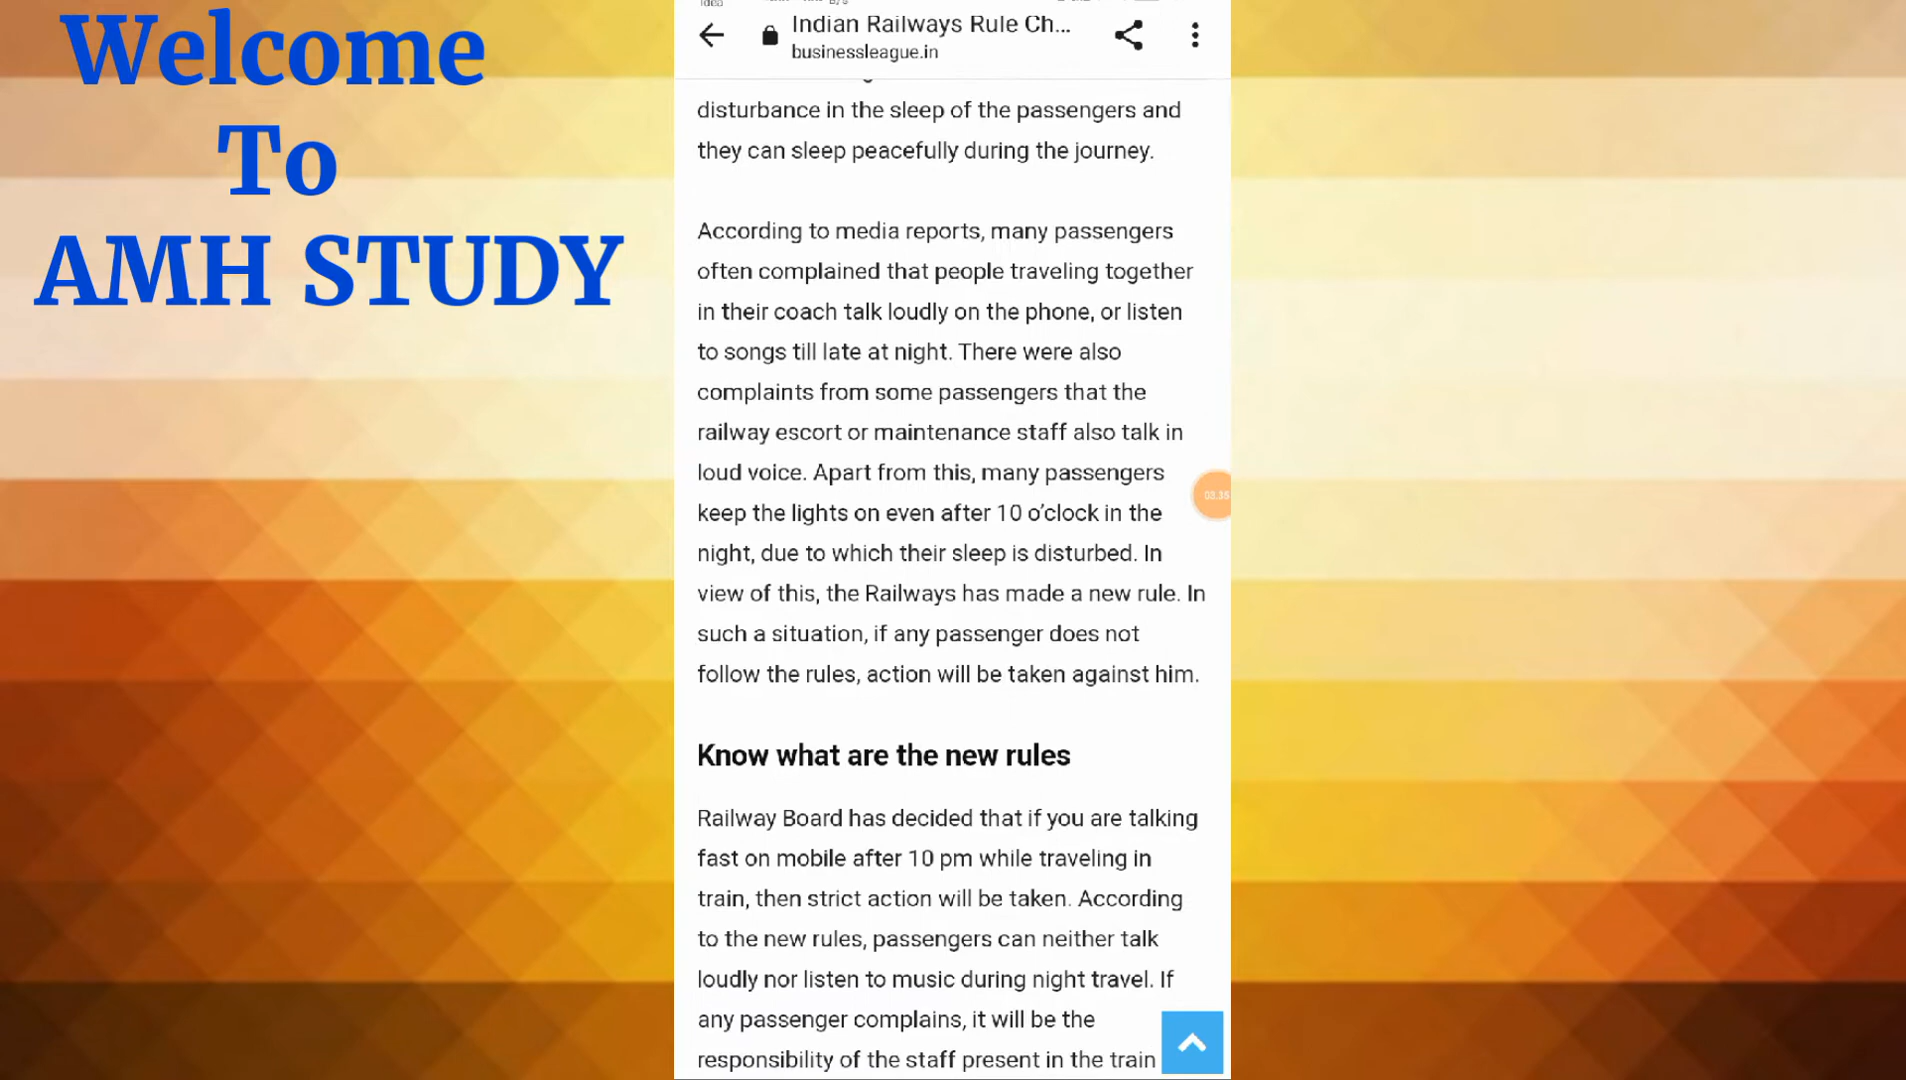 Welcome
To
AMH STUDY
Idea
Indian Railways Rule Ch...
businessleague.in
disturbance in the sleep of the passengers and
they can sleep peacefully during the journey.
According to media reports, many passengers
often complained that people traveling together
in their coach talk loudly on the phone, or listen
to songs till late at night. There were also
complaints from some passengers that the
railway escort or maintenance staff also talk in
loud voice. Apart from this, many passengers
keep the lights on even after 10 o’clock in the
night, due to which their sleep is disturbed. In
view of this, the Railways has made a new rule. In
such a situation, if any passenger does not
follow the rules, action will be taken against him.
03:35
Know what are the new rules
Railway Board has decided that if you are talking
fast on mobile after 10 pm while traveling in
train, then strict action will be taken. According
to the new rules, passengers can neither talk
loudly nor listen to music during night travel. If
any passenger complains, it will be the
responsibility of the staff present in the train